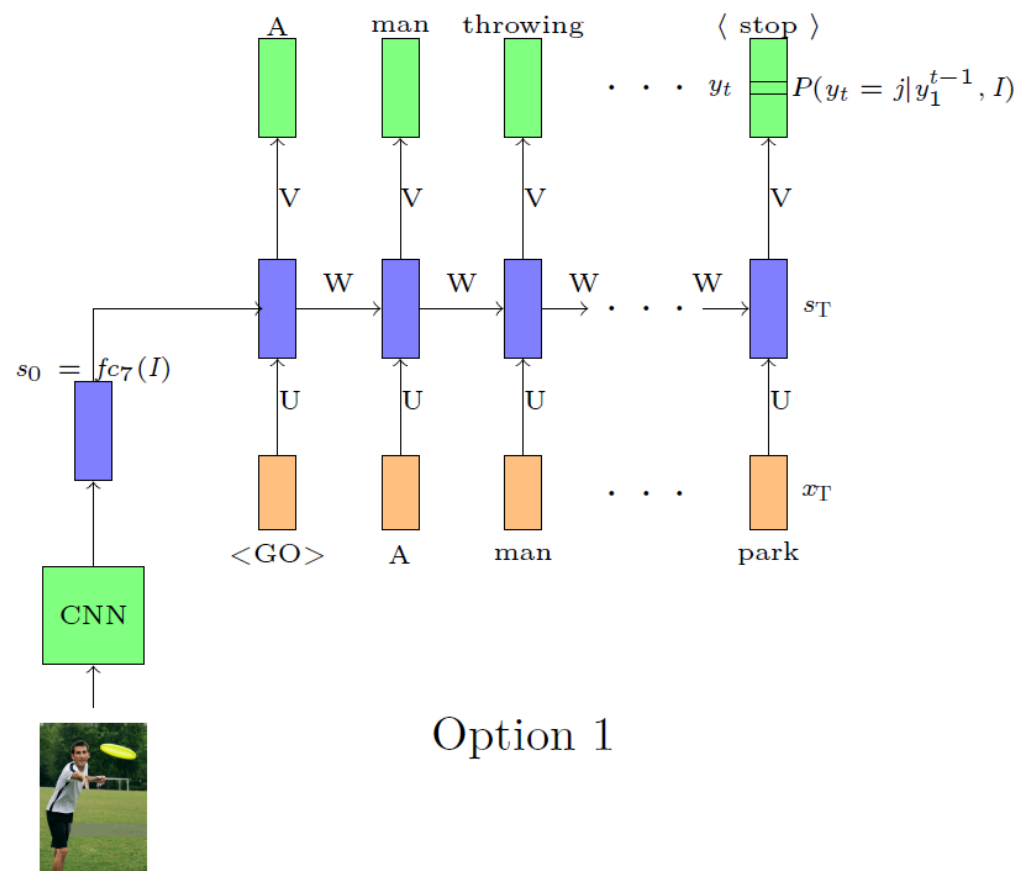 A man throwing ⟨ stop ⟩
· · · y_t P(y_t = j|y_1^{t−1}, I)
V V V V
W W W W
· · · s_T
s_0 = fc_7(I)
U U U U
· · · x_T
<GO> A man park
CNN
Option 1